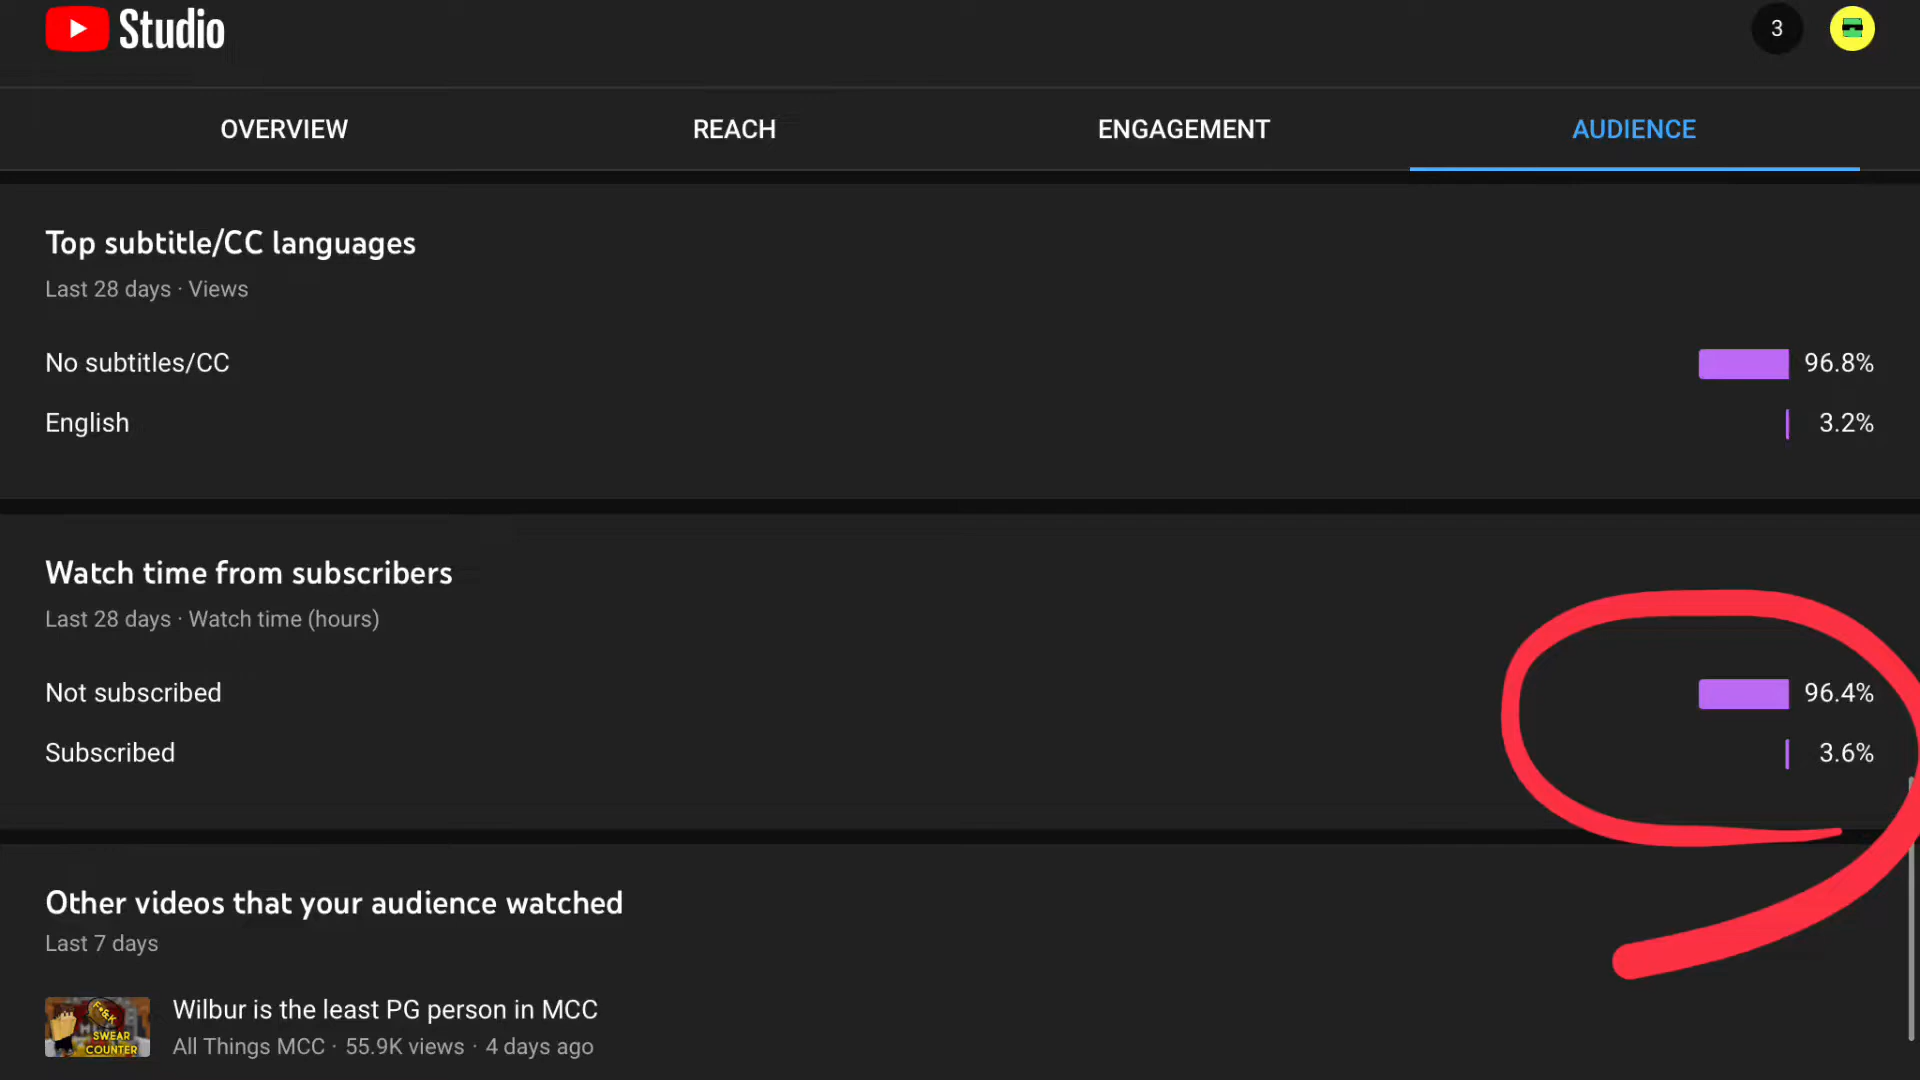 Studio
3
OVERVIEW
REACH
ENGAGEMENT
AUDIENCE
Top subtitle/CC languages
Last 28 days · Views
No subtitles/CC
96.8%
English
3.2%
Watch time from subscribers
Last 28 days · Watch time (hours)
Not subscribed
96.4%
Subscribed
3.6%
Other videos that your audience watched
Last 7 days
F*&K
SWEAR
COUNTER
Wilbur is the least PG person in MCC
All Things MCC · 55.9K views · 4 days ago